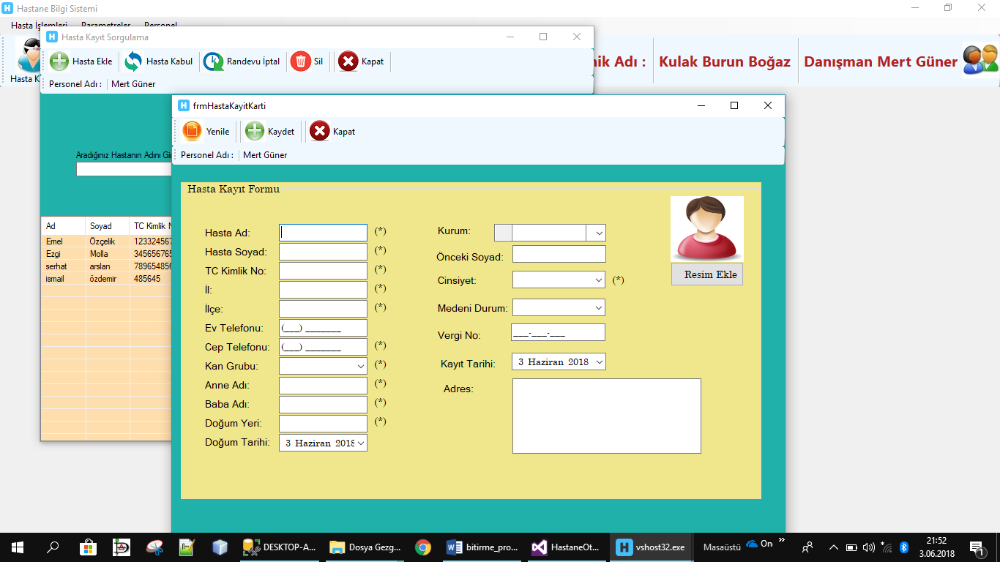 Hastane Bilgi Sistemi
Hasta İşlemleri Parametreler Personel
Hasta K
nik Adı : Kulak Burun Boğaz Danışman Mert Güner
Hasta Kayıt Sorgulama
Hasta Ekle Hasta Kabul Randevu İptal Sil Kapat
Personel Adı : Mert Güner
Aradığınız Hastanın Adını Gir
Ad Soyad TC Kimlik N
Emel Özçelik 123324567
Ezgi Molla 345656765
serhat arslan 789654856
ismail özdemir 485645
frmHastaKayitKarti
Yenile Kaydet Kapat
Personel Adı : Mert Güner
Hasta Kayıt Formu
Hasta Ad: (*)
Hasta Soyad: (*)
TC Kimlik No: (*)
İl: (*)
İlçe: (*)
Ev Telefonu: (___) _______
Cep Telefonu: (___) _______ (*)
Kan Grubu: (*)
Anne Adı: (*)
Baba Adı: (*)
Doğum Yeri: (*)
Doğum Tarihi: 3 Haziran 2018
Kurum:
Önceki Soyad:
Cinsiyet: (*)
Medeni Durum:
Vergi No: ___-___-___
Kayıt Tarihi: 3 Haziran 2018
Adres:
Resim Ekle
DESKTOP-A... Dosya Gezg... bitirme_pro... HastaneOt... vshost32.exe Masaüstü On »
21:52
3.06.2018
1